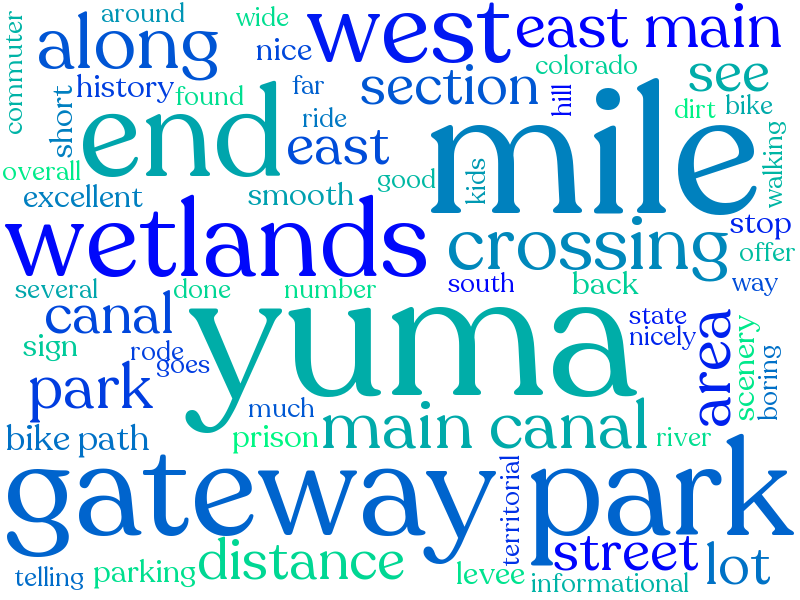 commuter
around
wide
west
east main
along
nice
colorado
see
history
found
far
section
hill
dirt
bike
short
end
ride
east
mile
walking
overall
good
kids
excellent
smooth
wetlands
crossing
stop
offer
several
done
number
south
back
way
canal
yuma
state
nicely
area
scenery
boring
sign
rode
goes
park
much
bike path
prison
main canal
river
gateway park
territorial
distance
street
lot
telling
parking
levee
informational